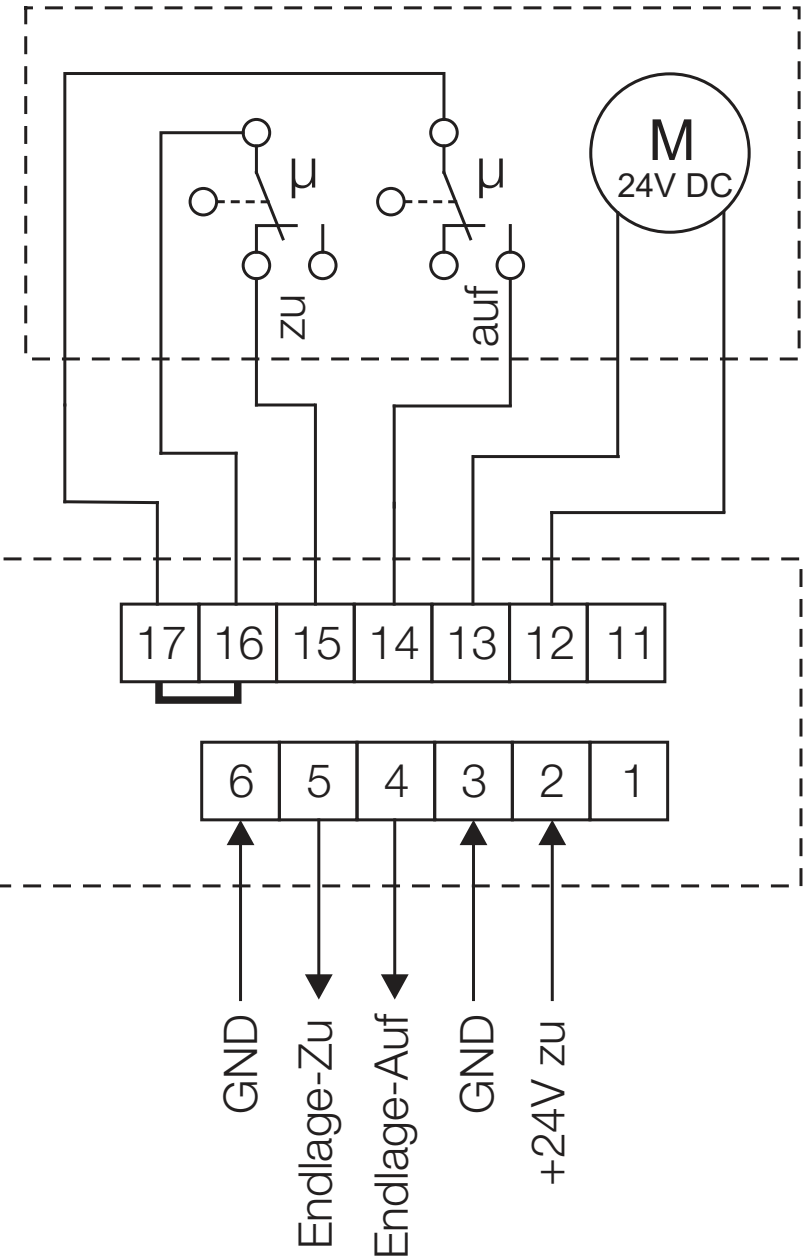 M
24V DC
µ
µ
zu
auf
17 16 15 14 13 12 11
6 5 4 3 2 1
GND
Endlage-Zu
Endlage-Auf
GND
+24V zu